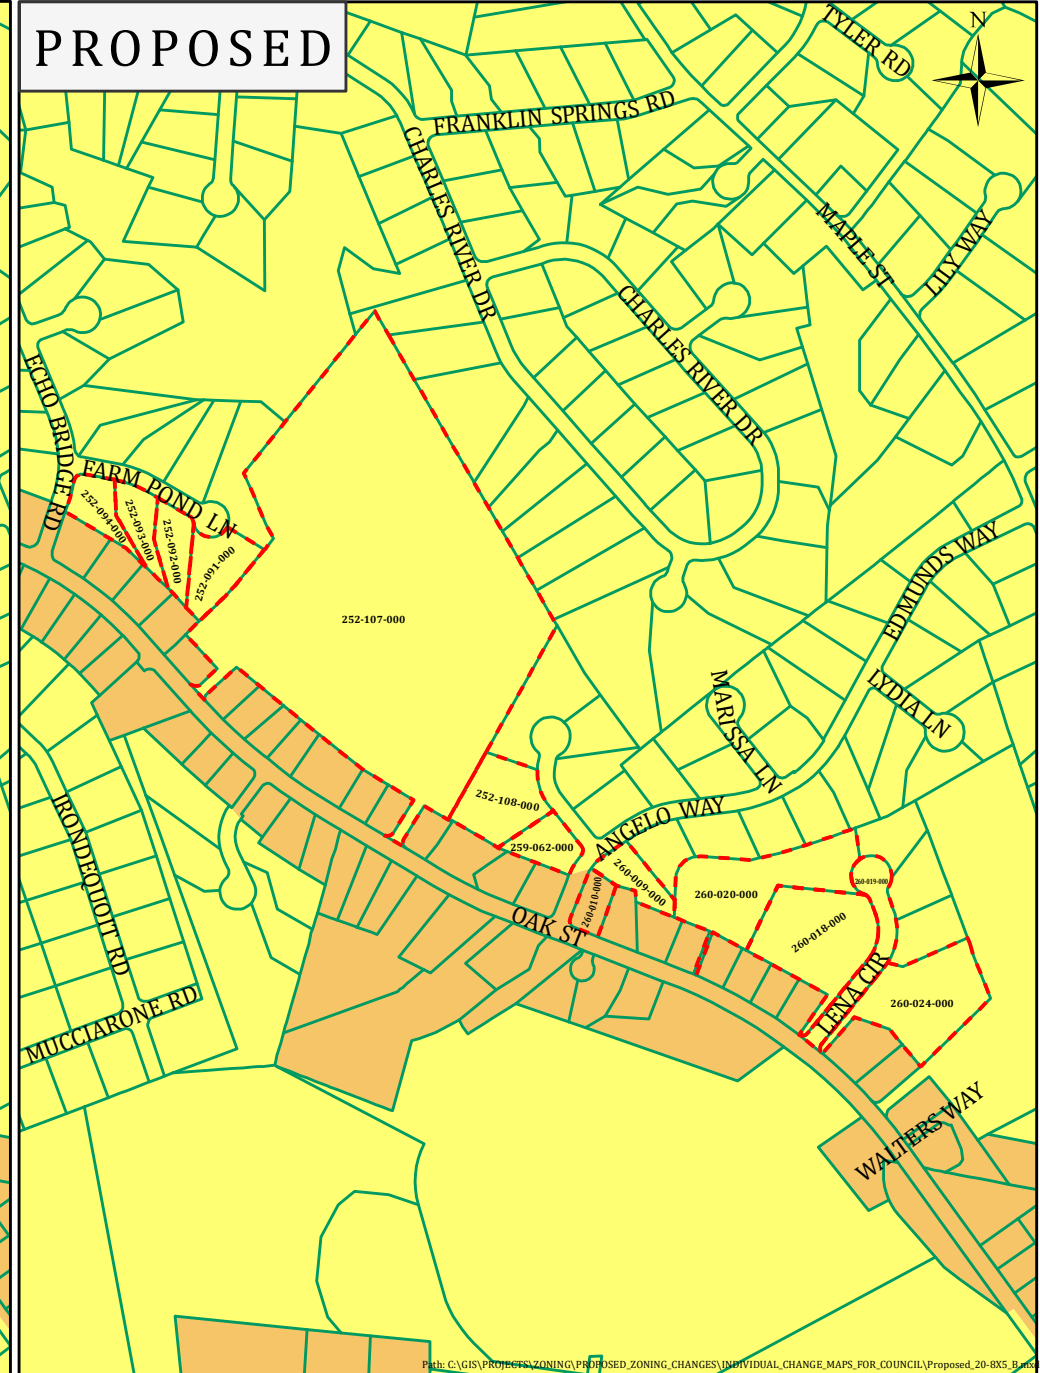 PROPOSED
N
TYLER RD
FRANKLIN SPRINGS RD
CHARLES RIVER DR
MAPLE ST
LILY WAY
CHARLES RIVER DR
ECHO BRIDGE RD
FARM POND LN
252-094-000
252-093-000
252-092-000
252-091-000
252-107-000
EDMUNDS WAY
LYDIA LN
MARISSA LN
252-108-000
259-062-000
ANGELO WAY
260-009-000
260-010-000
260-020-000
260-019-000
260-018-000
260-024-000
LENA CIR
OAK ST
IRONDEQUOIT RD
MUCCIARONE RD
WALTERS WAY
Path: C:\GIS\PROJECTS\ZONING\PROPOSED_ZONING_CHANGES\INDIVIDUAL_CHANGE_MAPS_FOR_COUNCIL\Proposed_20-8X5_B.mxd